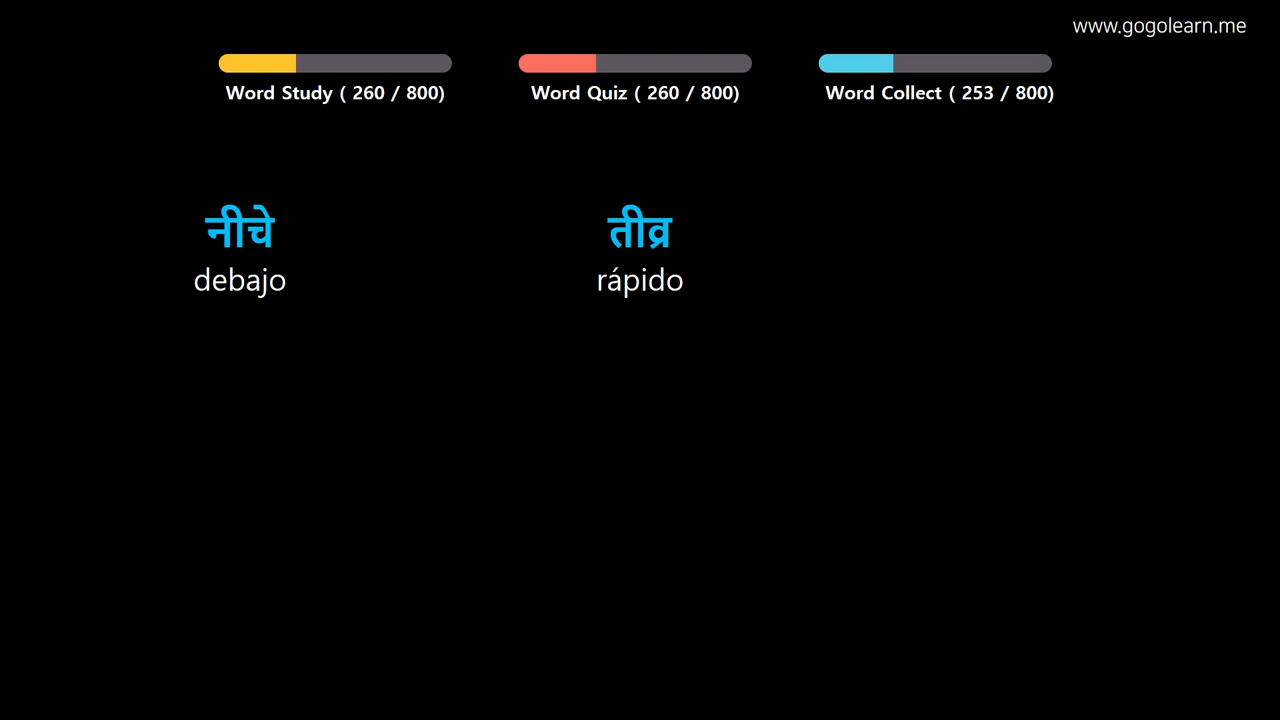 www.gogolearn.me
Word Study ( 260 / 800)
Word Quiz ( 260 / 800)
Word Collect ( 253 / 800)
नीचे
debajo
तीव्र
rápido